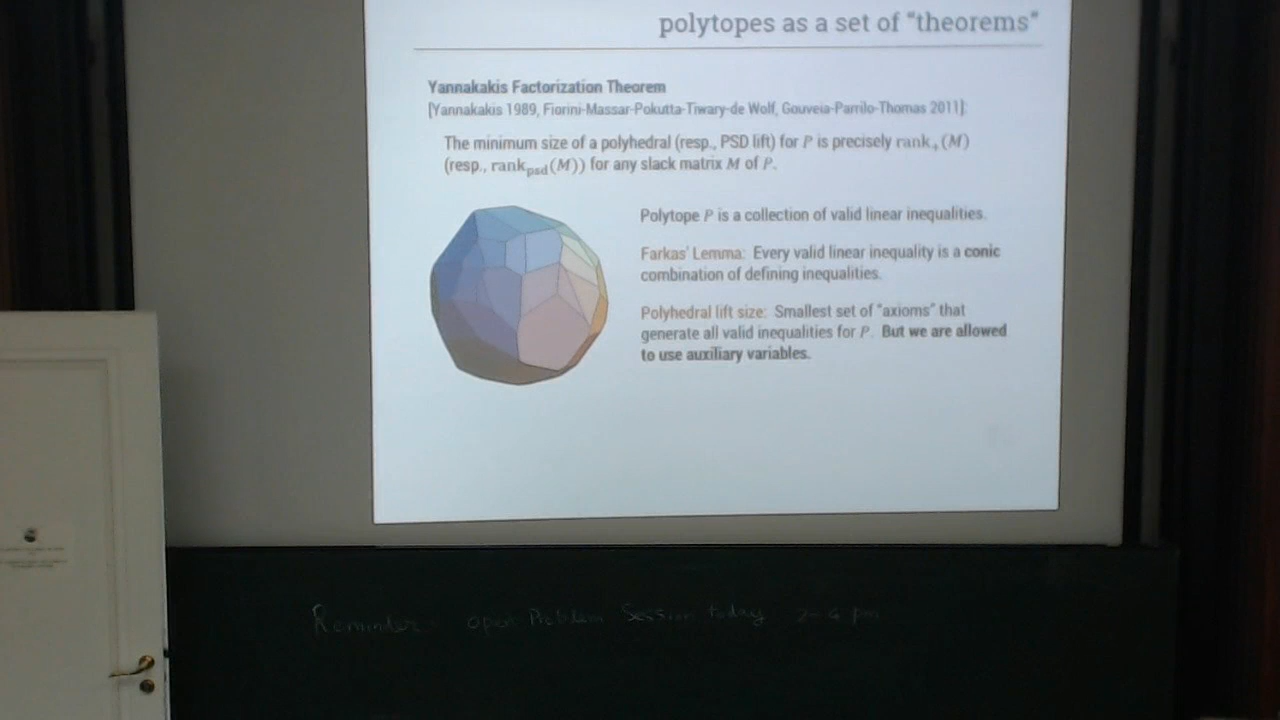 polytopes as a set of "theorems"
Yannakakis Factorization Theorem
[Yannakakis 1989, Fiorini-Massar-Pokutta-Tiwary-de Wolf, Gouveia-Parrilo-Thomas 2011]:
The minimum size of a polyhedral (resp., PSD lift) for P is precisely rank₊(M)
(resp., rank_psd(M)) for any slack matrix M of P.
Polytope P is a collection of valid linear inequalities.
Farkas' Lemma: Every valid linear inequality is a conic
combination of defining inequalities.
Polyhedral lift size: Smallest set of "axioms" that
generate all valid inequalities for P. But we are allowed
to use auxiliary variables.
Reminder: Open Problem Session today